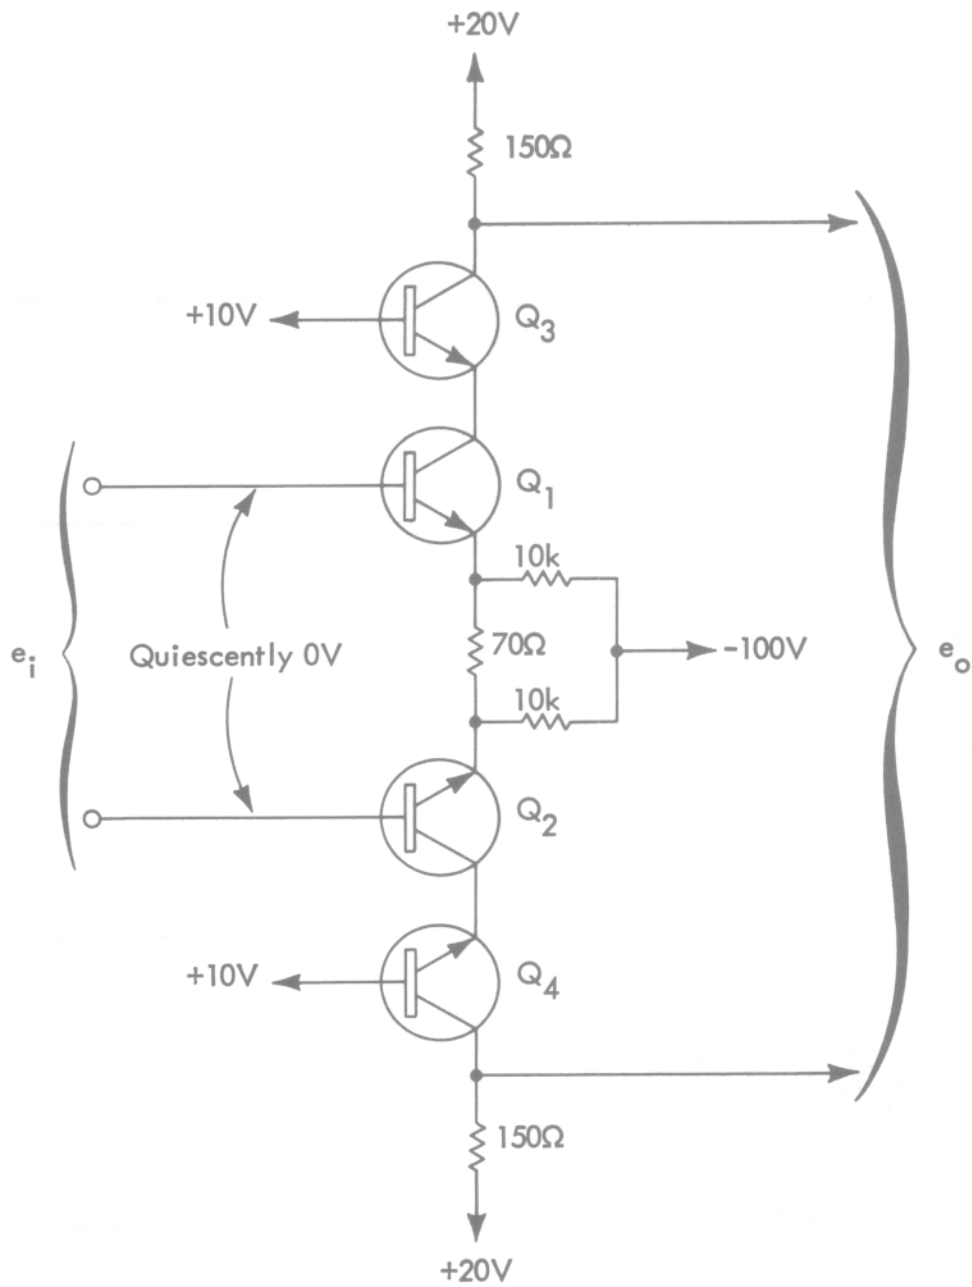 +20V
150Ω
+10V
Q3
Q1
10k
ei
Quiescently 0V
70Ω
-100V
eo
10k
Q2
+10V
Q4
150Ω
+20V